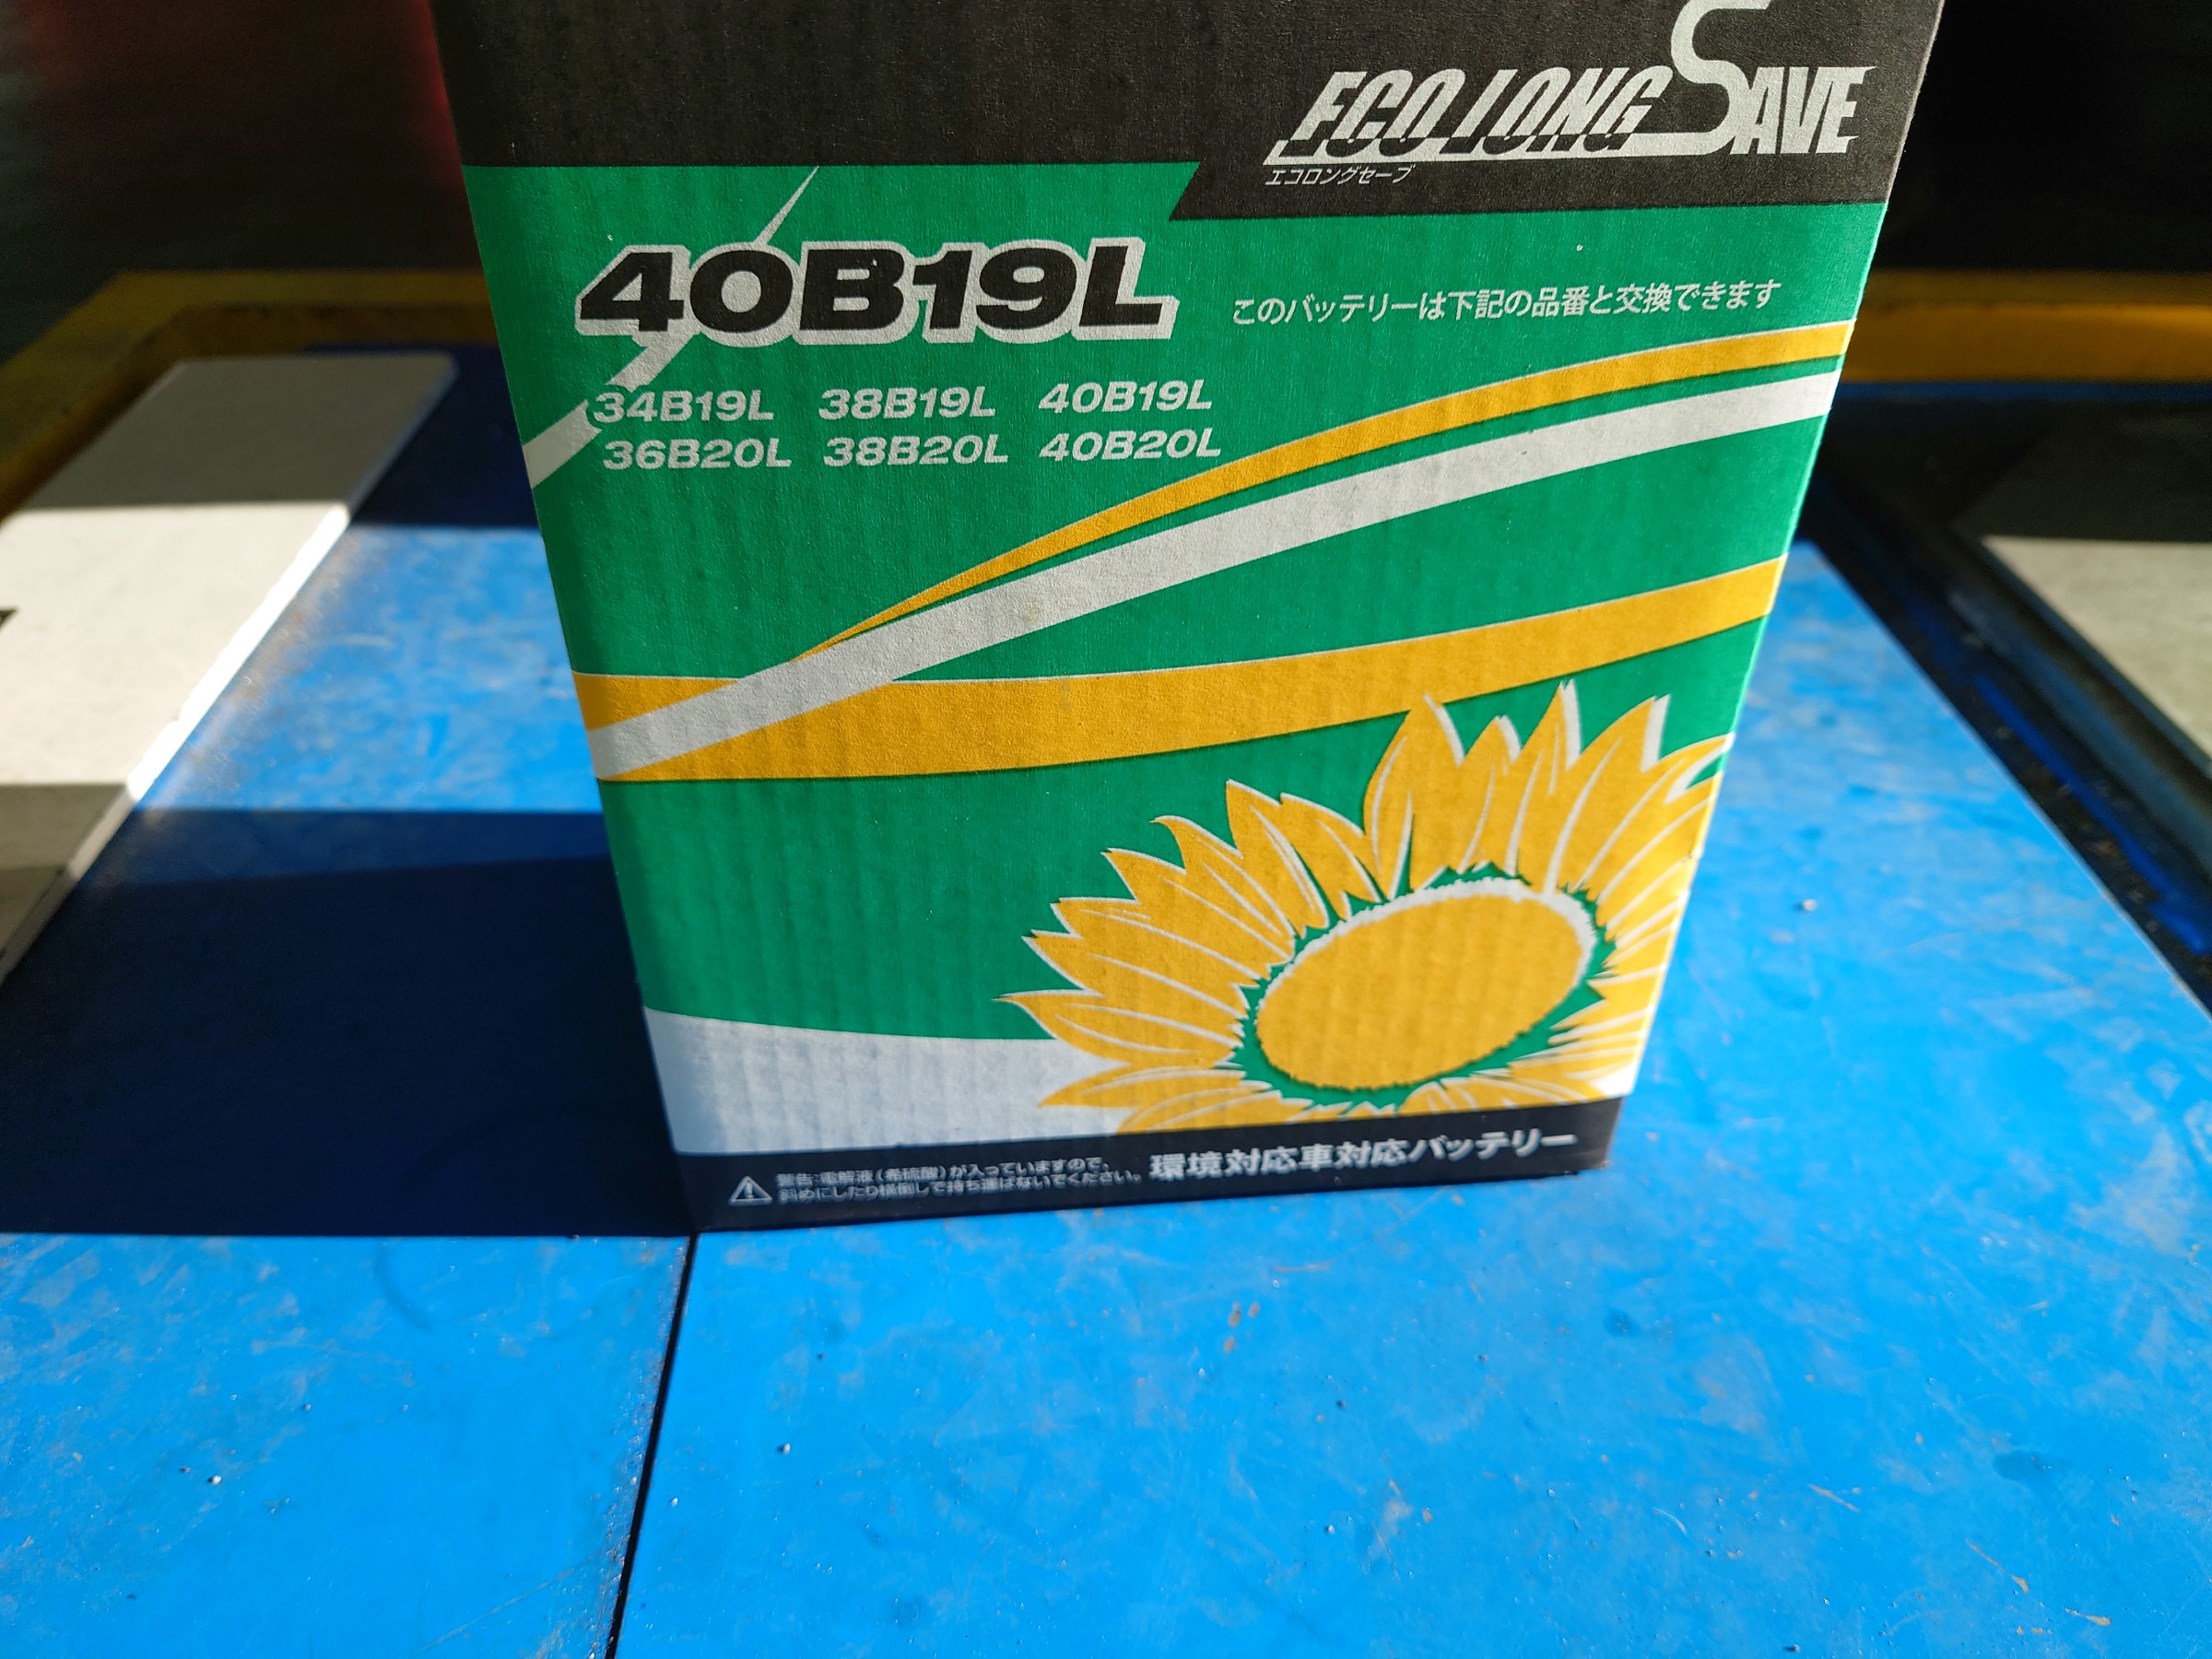 ECO LONG SAVE
エコロングセーブ
40B19L
このバッテリーは下記の品番と交換できます
34B19L 38B19L 40B19L
36B20L 38B20L 40B20L
警告:電解液(希硫酸)が入っていますので、
斜めにしたり横倒しで持ち運ばないでください。
環境対応車対応バッテリー